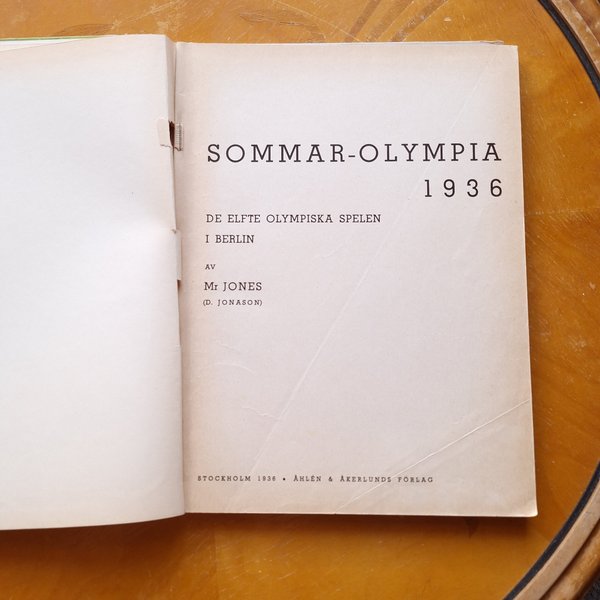 SOMMAR-OLYMPIA
1936
DE ELFTE OLYMPISKA SPELEN
I BERLIN
AV
Mr JONES
(D. JONASON)
STOCKHOLM 1936 • ÅHLÉN & ÅKERLUNDS FÖRLAG